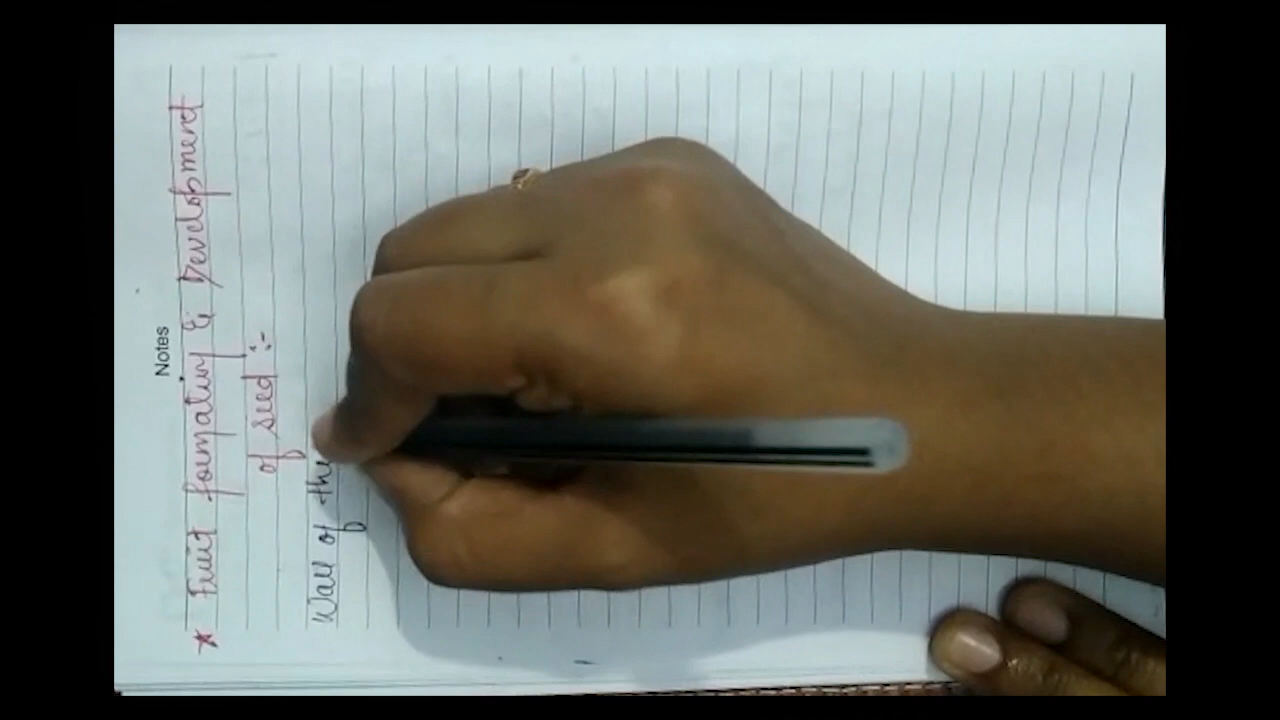 Notes
* Fruit formation & Development
of seed :-
Wall of the